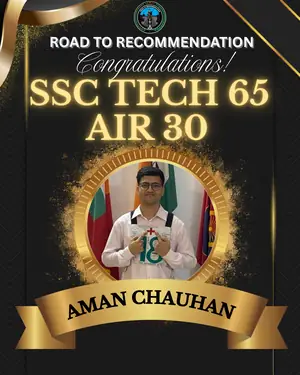 ROAD TO RECOMMENDATION
Congratulations!
SSC TECH 65
AIR 30
18
AMAN CHAUHAN